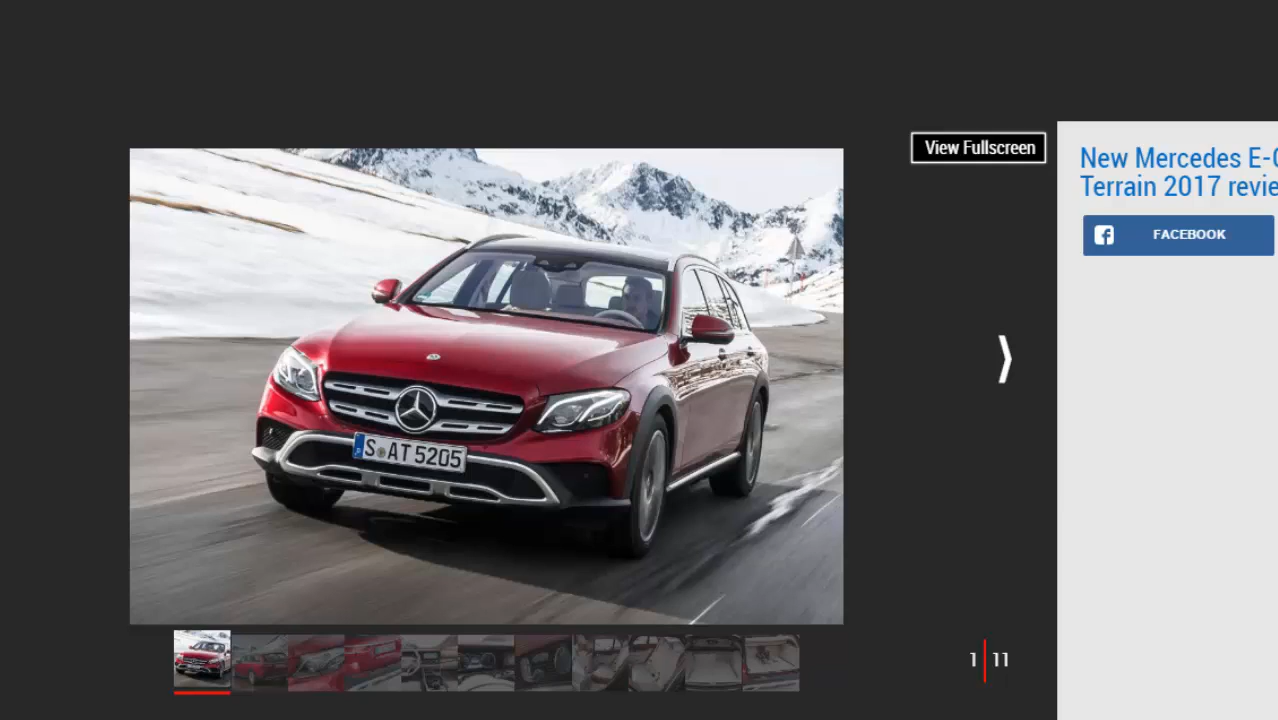 View Fullscreen
New Mercedes E-C
Terrain 2017 revie
FACEBOOK
S AT 5205
1 11